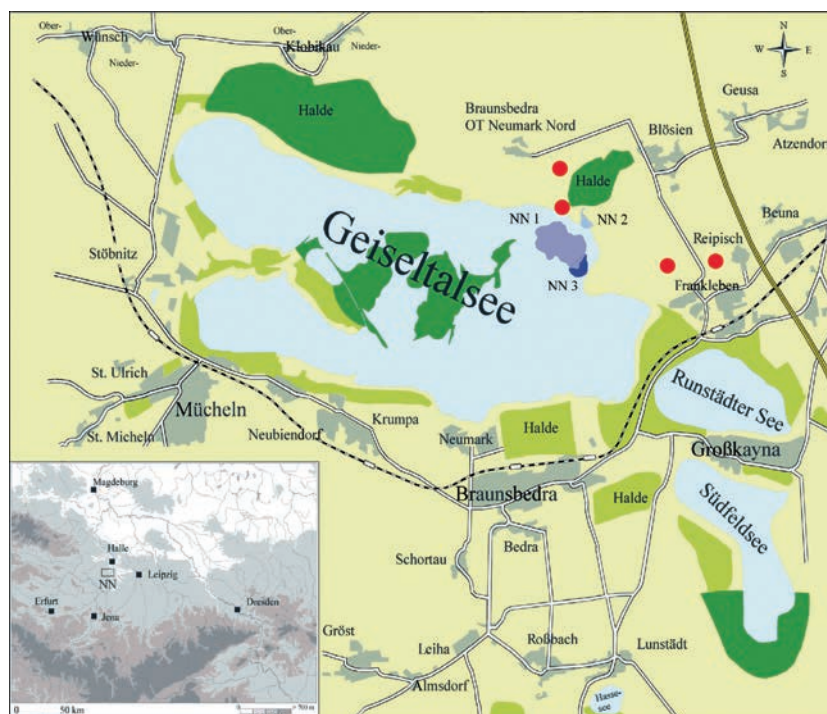 Ober-
Wünsch
Nieder-
Ober-
Klobikau
Nieder-
N
W
E
S
Halde
Braunsbedra
OT Neumark Nord
Geusa
Blösien
Atzendorf
Halde
NN 1
NN 2
Beuna
Reipisch
Geiseltalsee
Stöbnitz
NN 3
Frankleben
St. Ulrich
Mücheln
Runstädter See
Krumpa
St. Micheln
Neubiendorf
Neumark
Halde
Großkayna
Braunsbedra
Halde
Südfeldsee
Magdeburg
Halle
NN
Leipzig
Erfurt
Jena
Dresden
0
50 km
0
> 700 m
Schortau
Bedra
Gröst
Leiha
Roßbach
Lunstädt
Almsdorf
Hasse-
see